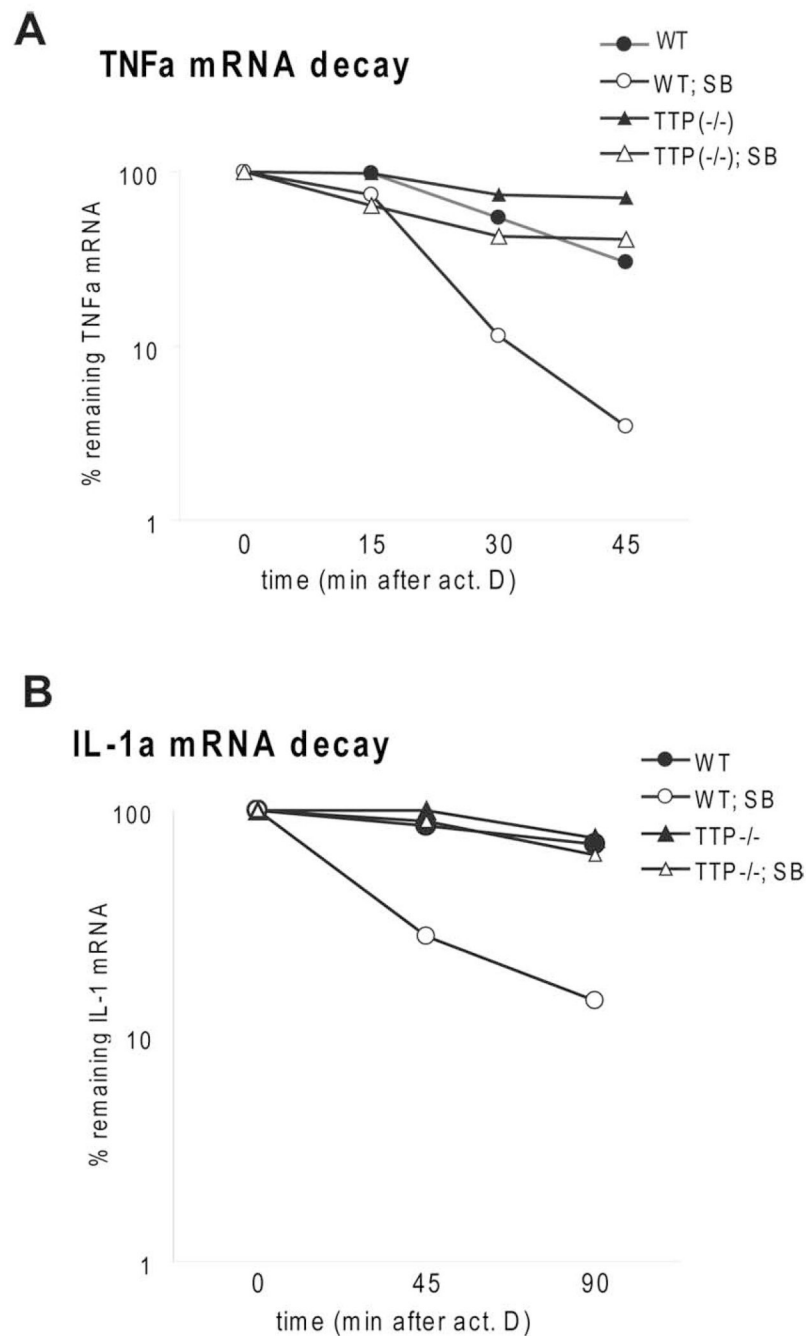 A
TNFa mRNA decay
WT
WT; SB
TTP(-/-)
TTP(-/-); SB
% remaining TNFa mRNA
100
10
1
0 15 30 45
time (min after act. D)
B
IL-1a mRNA decay
WT
WT; SB
TTP-/-
TTP-/-; SB
% remaining IL-1 mRNA
100
10
1
0 45 90
time (min after act. D)